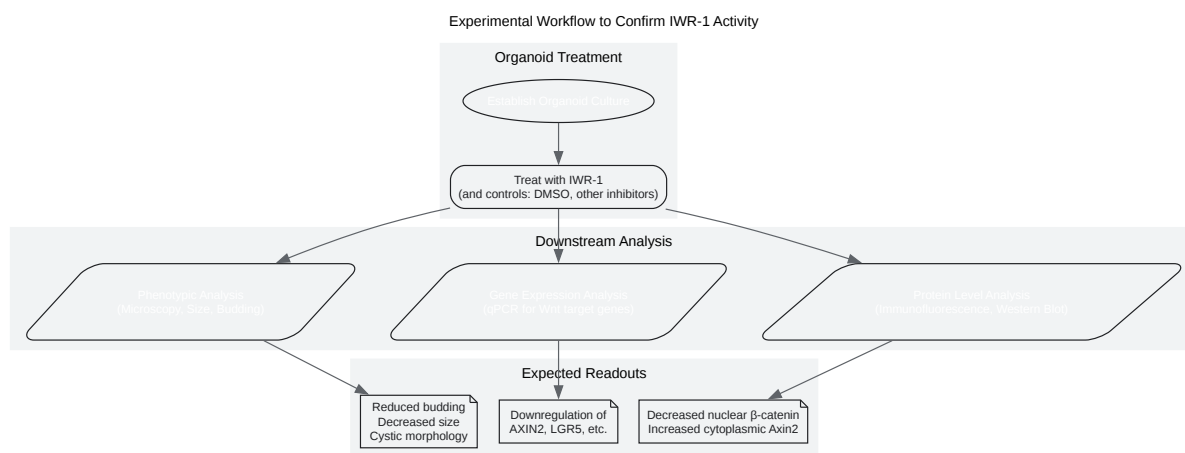 Experimental Workflow to Confirm IWR-1 Activity
Organoid Treatment
Establish Organoid Culture
Treat with IWR-1
(and controls: DMSO, other inhibitors)
Downstream Analysis
Phenotypic Analysis
(Microscopy, Size, Budding)
Gene Expression Analysis
(qPCR for Wnt target genes)
Protein Level Analysis
(Immunofluorescence, Western Blot)
Expected Readouts
Reduced budding
Decreased size
Cystic morphology
Downregulation of
AXIN2, LGR5, etc.
Decreased nuclear β-catenin
Increased cytoplasmic Axin2